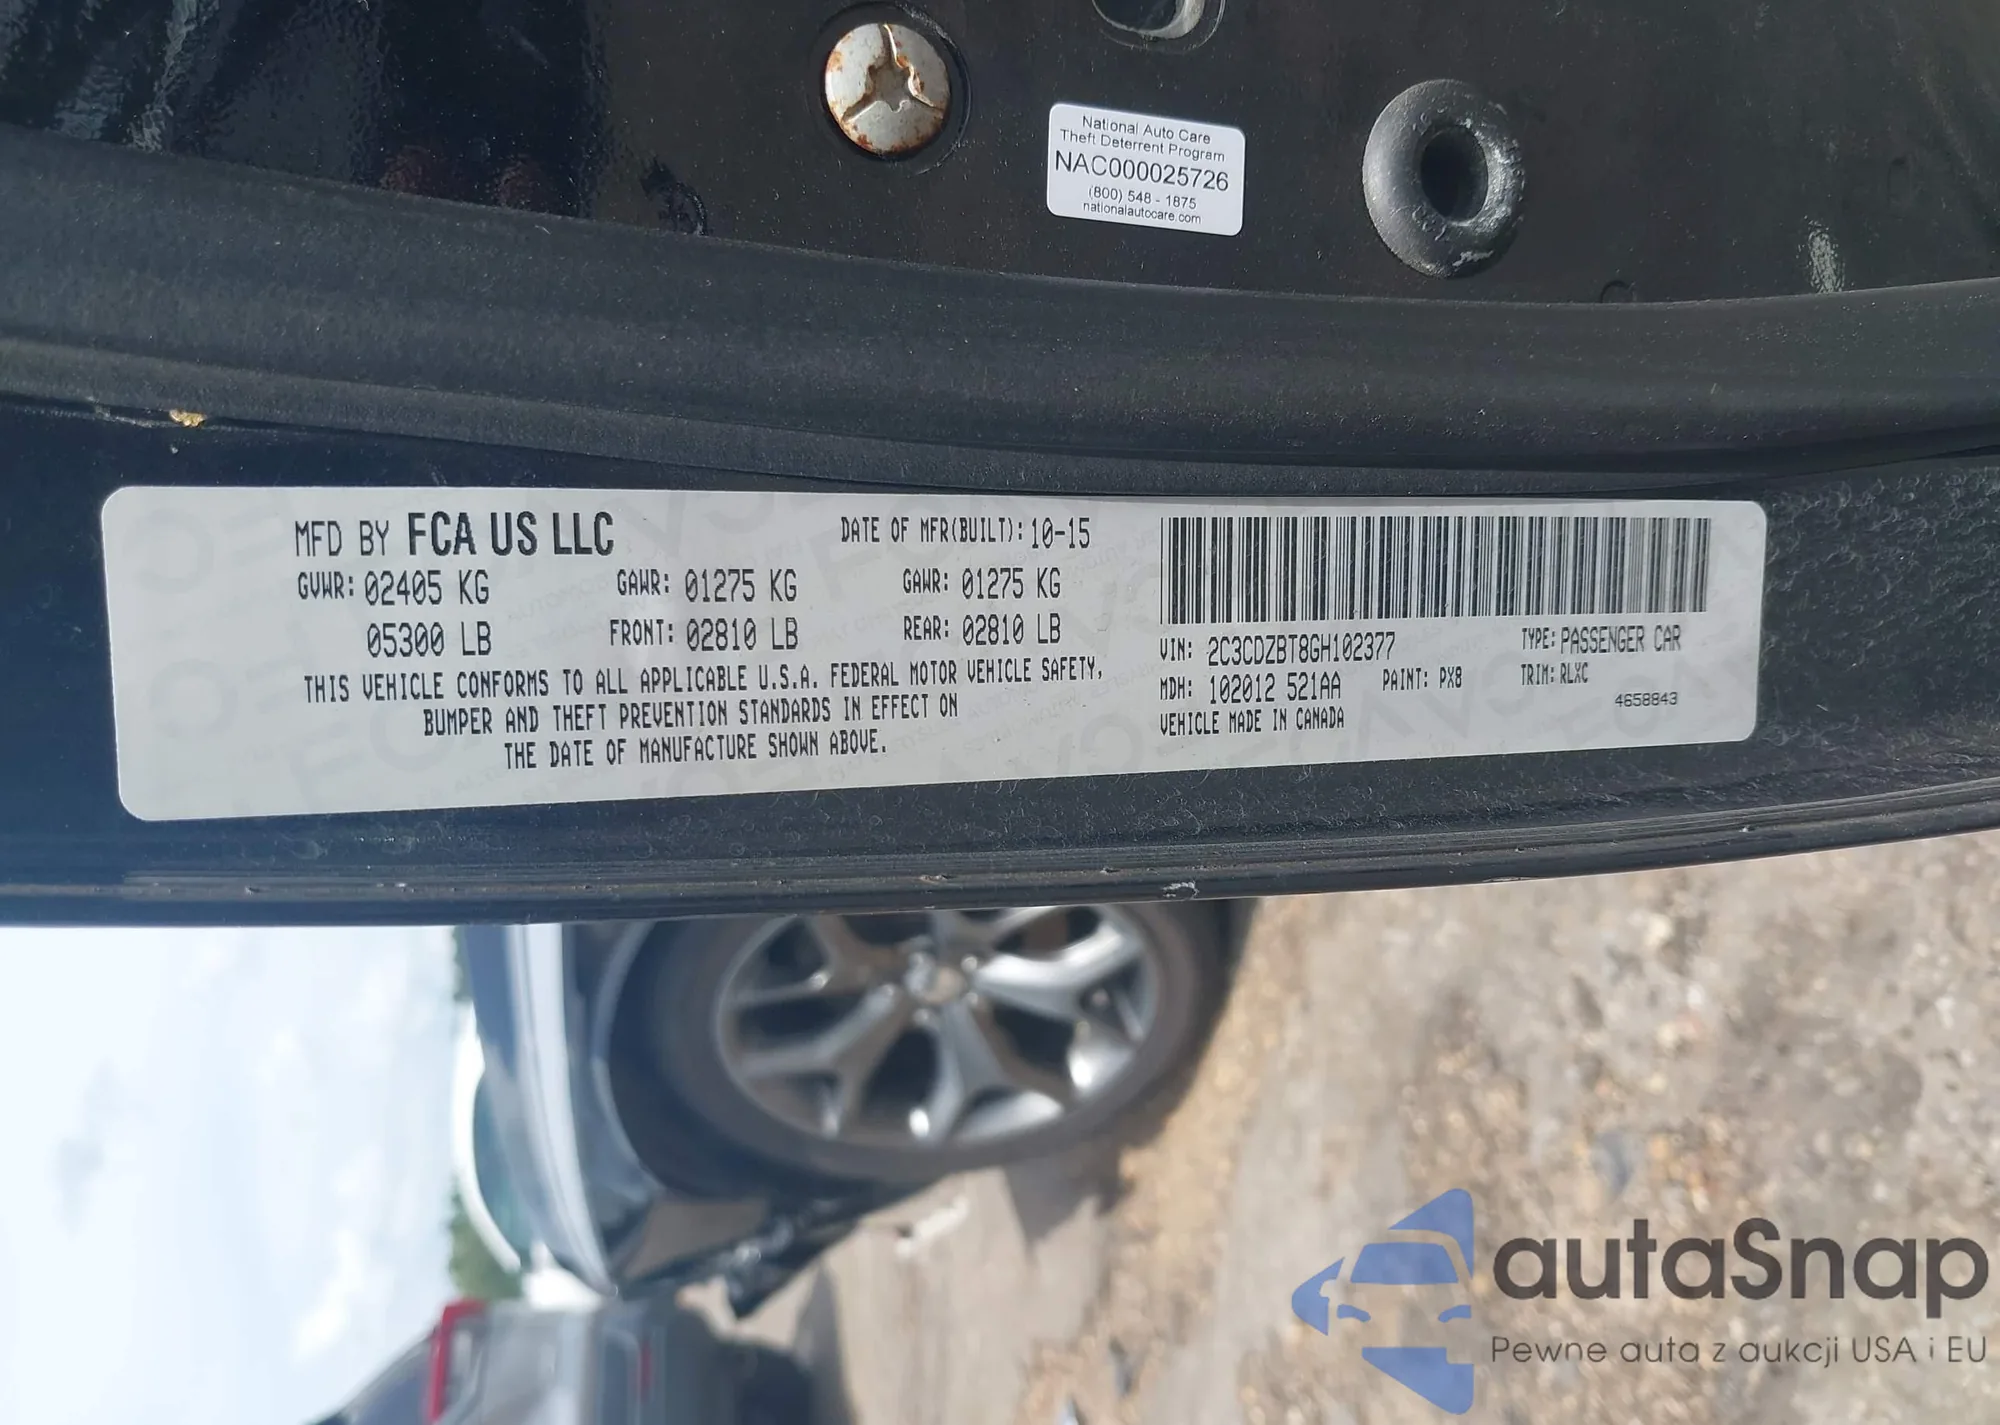 National Auto Care
Theft Deterrent Program
NAC000025726
(800) 548 - 1875
nationalautocare.com
MFD BY FCA US LLC
DATE OF MFR(BUILT): 10-15
GVWR: 02405 KG
GAWR: 01275 KG
GAWR: 01275 KG
05300 LB
FRONT: 02810 LB
REAR: 02810 LB
THIS VEHICLE CONFORMS TO ALL APPLICABLE U.S.A. FEDERAL MOTOR VEHICLE SAFETY,
BUMPER AND THEFT PREVENTION STANDARDS IN EFFECT ON
THE DATE OF MANUFACTURE SHOWN ABOVE.
VIN: 2C3CDZBT8GH102377
TYPE: PASSENGER CAR
MDH: 102012 521AA
PAINT: PX8
TRIM: RLXC
VEHICLE MADE IN CANADA
4658843
autaSnap
Pewne auta z aukcji USA i EU